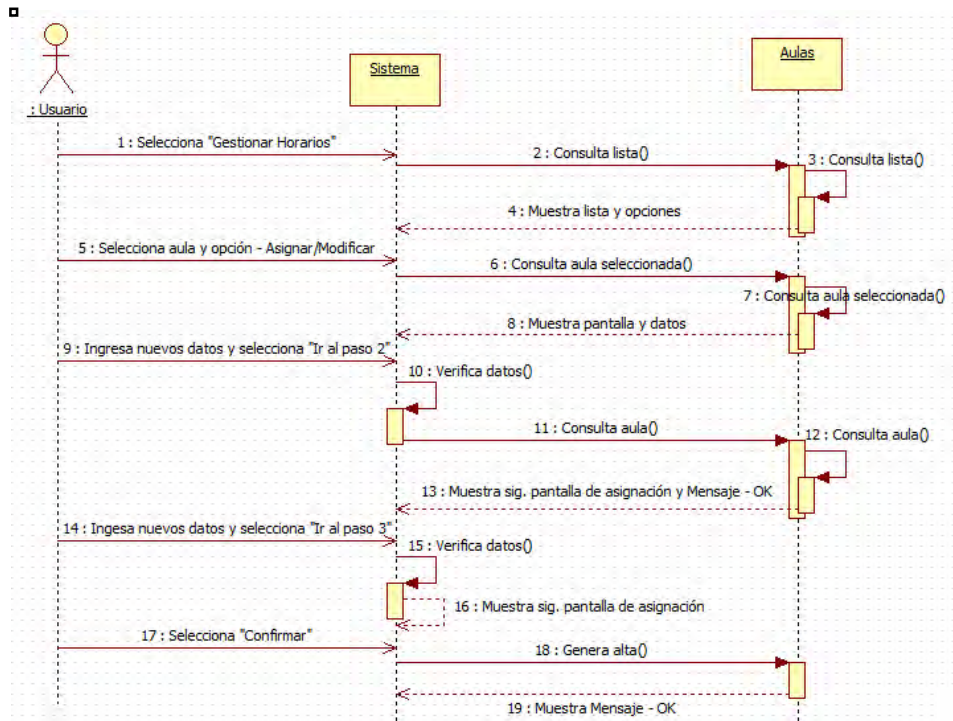 Sistema
Aulas
: Usuario
1 : Selecciona "Gestionar Horarios"
2 : Consulta lista()
3 : Consulta lista()
4 : Muestra lista y opciones
5 : Selecciona aula y opción - Asignar/Modificar
6 : Consulta aula seleccionada()
7 : Consulta aula seleccionada()
8 : Muestra pantalla y datos
9 : Ingresa nuevos datos y selecciona "Ir al paso 2"
10 : Verifica datos()
11 : Consulta aula()
12 : Consulta aula()
13 : Muestra sig. pantalla de asignación y Mensaje - OK
14 : Ingesa nuevos datos y selecciona "Ir al paso 3"
15 : Verifica datos()
16 : Muestra sig. pantalla de asignación
17 : Selecciona "Confirmar"
18 : Genera alta()
19 : Muestra Mensaje - OK